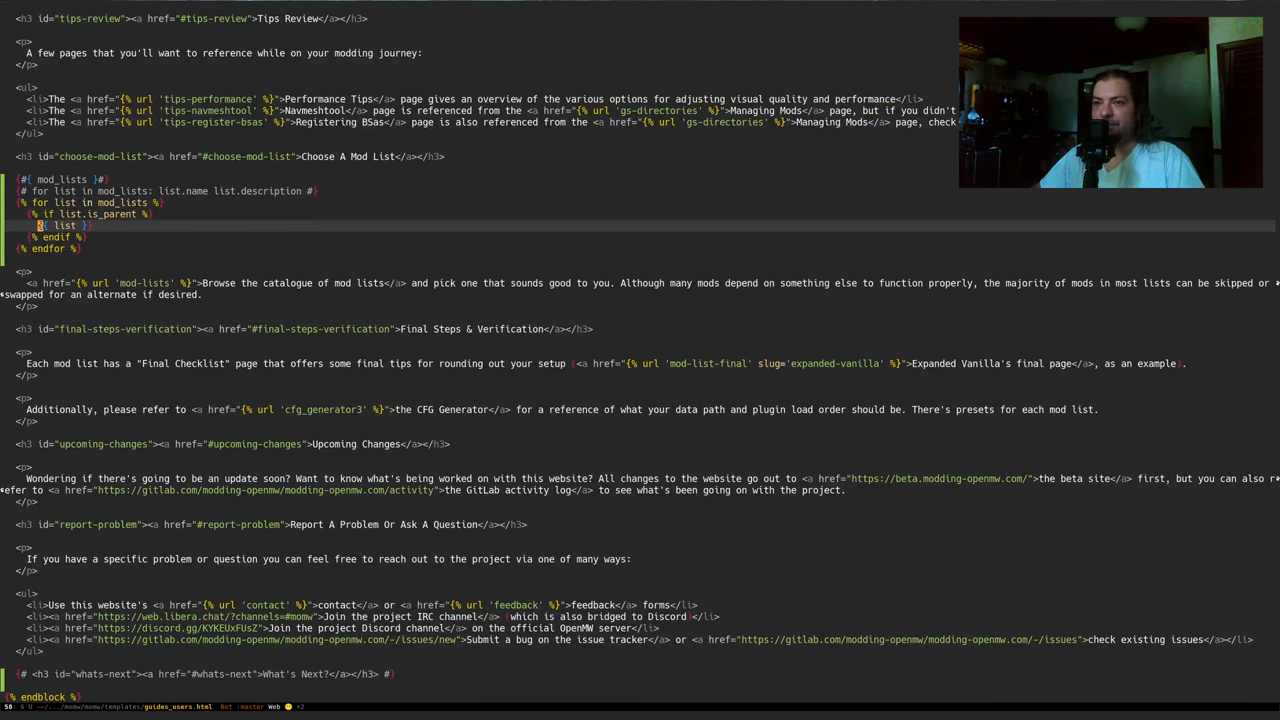 <h3 id="tips-review"><a href="#tips-review">Tips Review</a></h3>
<p>
A few pages that you'll want to reference while on your modding journey:
</p>
<ul>
<li>The <a href="{% url 'tips-performance' %}">Performance Tips</a> page gives an overview of the various options for adjusting visual quality and performance</li>
<li>The <a href="{% url 'tips-navmeshtool' %}">Navmeshtool</a> page is referenced from the <a href="{% url 'gs-directories' %}">Managing Mods</a> page, but if you didn't
<li>The <a href="{% url 'tips-register-bsas' %}">Registering BSas</a> page is also referenced from the <a href="{% url 'gs-directories' %}">Managing Mods</a> page, check
</ul>
<h3 id="choose-mod-list"><a href="#choose-mod-list">Choose A Mod List</a></h3>
{#{ mod_lists }#}
{# for list in mod_lists: list.name list.description #}
{% for list in mod_lists %}
{% if list.is_parent %}
{{ list }}
{% endif %}
{% endfor %}
<p>
<a href="{% url 'mod-lists' %}">Browse the catalogue of mod lists</a> and pick one that sounds good to you. Although many mods depend on something else to function properly, the majority of mods in most lists can be skipped or
swapped for an alternate if desired.
</p>
<h3 id="final-steps-verification"><a href="#final-steps-verification">Final Steps & Verification</a></h3>
<p>
Each mod list has a "Final Checklist" page that offers some final tips for rounding out your setup (<a href="{% url 'mod-list-final' slug='expanded-vanilla' %}">Expanded Vanilla's final page</a>, as an example).
</p>
<p>
Additionally, please refer to <a href="{% url 'cfg_generator3' %}">the CFG Generator</a> for a reference of what your data path and plugin load order should be. There's presets for each mod list.
</p>
<h3 id="upcoming-changes"><a href="#upcoming-changes">Upcoming Changes</a></h3>
<p>
Wondering if there's going to be an update soon? Want to know what's being worked on with this website? All changes to the website go out to <a href="https://beta.modding-openmw.com/">the beta site</a> first, but you can also r
efer to <a href="https://gitlab.com/modding-openmw/modding-openmw.com/activity">the GitLab activity log</a> to see what's been going on with the project.
</p>
<h3 id="report-problem"><a href="#report-problem">Report A Problem Or Ask A Question</a></h3>
<p>
If you have a specific problem or question you can feel free to reach out to the project via one of many ways:
</p>
<ul>
<li>Use this website's <a href="{% url 'contact' %}">contact</a> or <a href="{% url 'feedback' %}">feedback</a> forms</li>
<li><a href="https://web.libera.chat/?channels=#momw">Join the project IRC channel</a> (which is also bridged to Discord)</li>
<li><a href="https://discord.gg/KYKEUxFUsZ">Join the project Discord channel</a> on the official OpenMW server</li>
<li><a href="https://gitlab.com/modding-openmw/modding-openmw.com/-/issues/new">Submit a bug on the issue tracker</a> or <a href="https://gitlab.com/modding-openmw/modding-openmw.com/-/issues">check existing issues</a></li>
</ul>
{# <h3 id="whats-next"><a href="#whats-next">What's Next?</a></h3> #}
{% endblock %}
58: 6 U -~/.../momw/momw/templates/guides_users.html Bot :master Web +2